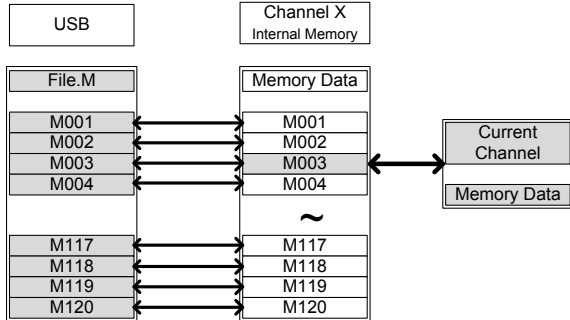 USB
Channel X
Internal Memory
File.M
Memory Data
M001
M001
M002
M002
M003
M003
M004
M004
Current
Channel
Memory Data
~
M117
M117
M118
M118
M119
M119
M120
M120